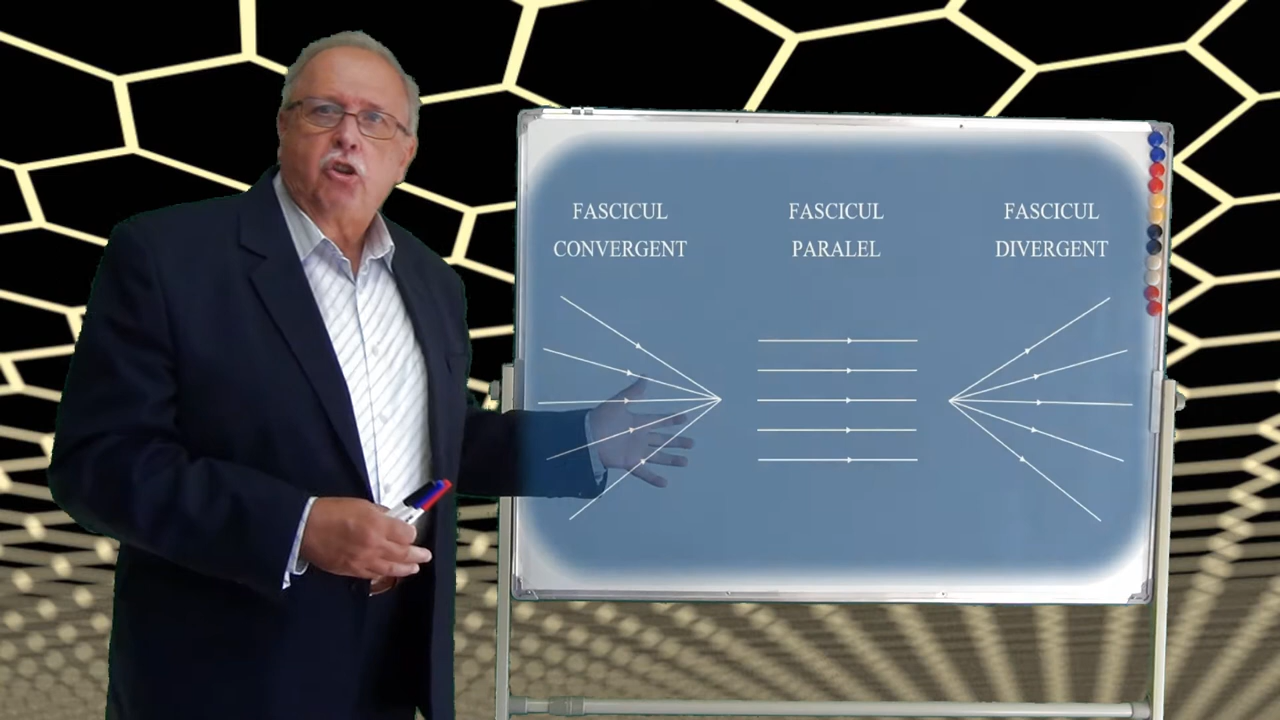 FASCICUL
CONVERGENT
FASCICUL
PARALEL
FASCICUL
DIVERGENT